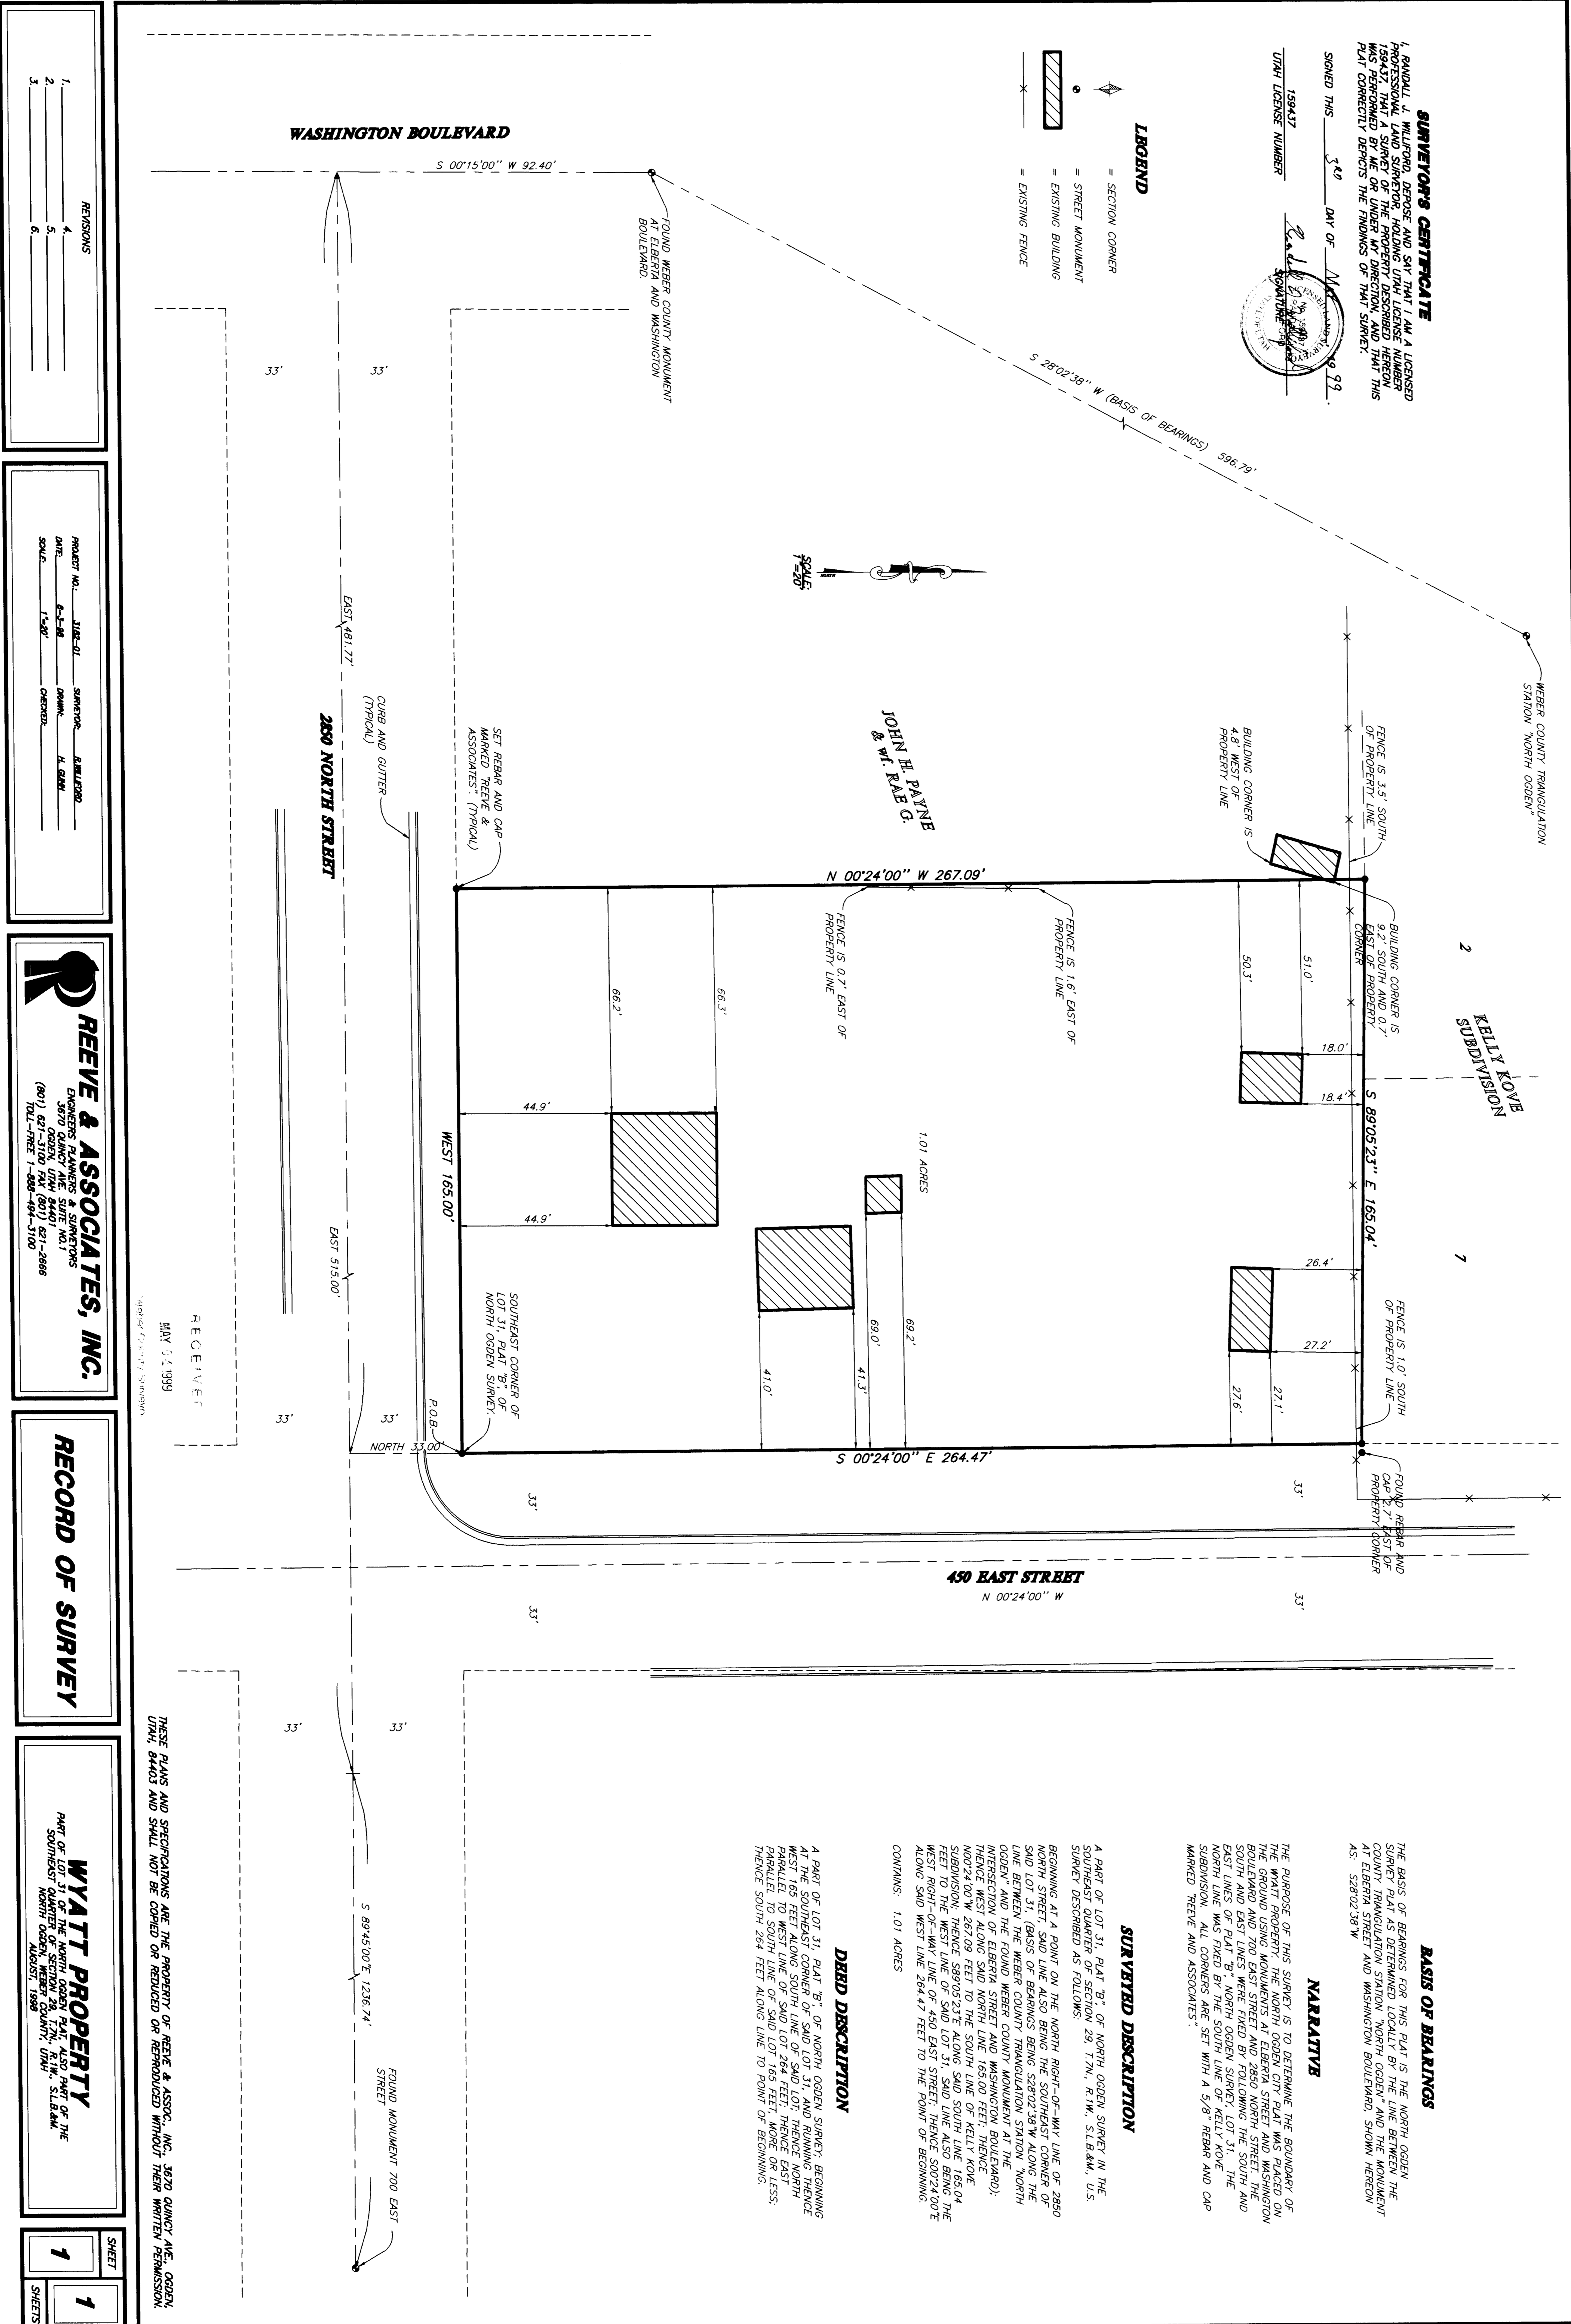 SURVEYOR'S CERTIFICATE
I, RANDALL J. WILLIFORD, DEPOSE AND SAY THAT I AM A LICENSED
PROFESSIONAL LAND SURVEYOR, HOLDING UTAH LICENSE NUMBER
159437, THAT A SURVEY OF THE PROPERTY DESCRIBED HEREON
WAS PERFORMED BY ME OR UNDER MY DIRECTION, AND THAT THIS
PLAT CORRECTLY DEPICTS THE FINDINGS OF THAT SURVEY.
SIGNED THIS 3RD DAY OF MAY, 1999.
159437
UTAH LICENSE NUMBER
SIGNATURE
LEGEND
= SECTION CORNER
= STREET MONUMENT
= EXISTING BUILDING
= EXISTING FENCE
WASHINGTON BOULEVARD
S 00°15'00" W 92.40'
FOUND WEBER COUNTY MONUMENT
AT ELBERTA AND WASHINGTON
BOULEVARD.
S 28°02'38" W (BASIS OF BEARINGS) 596.79'
WEBER COUNTY TRIANGULATION
STATION "NORTH OGDEN"
SCALE:
1"=20'
NORTH
33'
33'
EAST 481.77'
2850 NORTH STREET
CURB AND GUTTER
(TYPICAL)
SET REBAR AND CAP
MARKED "REEVE &
ASSOCIATES". (TYPICAL)
JOHN H. PAYNE
& wf. RAE G.
BUILDING CORNER IS
4.8' WEST OF
PROPERTY LINE
FENCE IS 3.5' SOUTH
OF PROPERTY LINE
N 00°24'00" W 267.09'
FENCE IS 0.7' EAST OF
PROPERTY LINE
FENCE IS 1.6' EAST OF
PROPERTY LINE
BUILDING CORNER IS
9.2' SOUTH AND 0.7'
EAST OF PROPERTY
CORNER
2
KELLY KOVE
SUBDIVISION
7
51.0'
50.3'
18.0'
18.4'
S 89°05'23" E 165.04'
66.3'
66.2'
44.9'
44.9'
WEST 165.00'
1.01 ACRES
26.4'
27.2'
27.1'
27.6'
69.2'
69.0'
41.3'
41.0'
FENCE IS 1.0' SOUTH
OF PROPERTY LINE
SOUTHEAST CORNER OF
LOT 31, PLAT "B", OF
NORTH OGDEN SURVEY.
P.O.B.
NORTH 33.00'
EAST 515.00'
33'
33'
S 00°24'00" E 264.47'
FOUND REBAR AND
CAP 2.7' EAST OF
PROPERTY CORNER
33'
33'
450 EAST STREET
N 00°24'00" W
33'
33'
33'
33'
S 89°45'00"E 1236.74'
FOUND MONUMENT 700 EAST
STREET
BASIS OF BEARINGS
THE BASIS OF BEARINGS FOR THIS PLAT IS THE NORTH OGDEN
SURVEY PLAT AS DETERMINED LOCALLY BY THE LINE BETWEEN THE
COUNTY TRIANGULATION STATION "NORTH OGDEN" AND THE MONUMENT
AT ELBERTA STREET AND WASHINGTON BOULEVARD, SHOWN HEREON
AS: S28°02'38"W
NARRATIVE
THE PURPOSE OF THIS SURVEY IS TO DETERMINE THE BOUNDARY OF
THE WYATT PROPERTY. THE NORTH OGDEN CITY PLAT WAS PLACED ON
THE GROUND USING MONUMENTS AT ELBERTA STREET AND WASHINGTON
BOULEVARD AND 700 EAST STREET AND 2850 NORTH STREET. THE
SOUTH AND EAST LINES WERE FIXED BY FOLLOWING THE SOUTH AND
EAST LINES OF PLAT "B", NORTH OGDEN SURVEY, LOT 31. THE
NORTH LINE WAS FIXED BY THE SOUTH LINE OF KELLY KOVE
SUBDIVISION. ALL CORNERS ARE SET WITH A 5/8" REBAR AND CAP
MARKED "REEVE AND ASSOCIATES".
SURVEYED DESCRIPTION
A PART OF LOT 31, PLAT "B", OF NORTH OGDEN SURVEY IN THE
SOUTHEAST QUARTER OF SECTION 29, T.7N., R.1W., S.L.B.&M., U.S.
SURVEY DESCRIBED AS FOLLOWS:
BEGINNING AT A POINT ON THE NORTH RIGHT-OF-WAY LINE OF 2850
NORTH STREET, SAID LINE ALSO BEING THE SOUTHEAST CORNER OF
SAID LOT 31, (BASIS OF BEARINGS BEING S28°02'38"W ALONG THE
LINE BETWEEN THE WEBER COUNTY TRIANGULATION STATION "NORTH
OGDEN" AND THE FOUND WEBER COUNTY MONUMENT AT THE
INTERSECTION OF ELBERTA STREET AND WASHINGTON BOULEVARD);
THENCE WEST ALONG SAID NORTH LINE 165.00 FEET; THENCE
N00°24'00"W 267.09 FEET TO THE SOUTH LINE OF KELLY KOVE
SUBDIVISION; THENCE S89°05'23"E ALONG SAID SOUTH LINE 165.04
FEET TO THE WEST LINE OF SAID LOT 31, SAID LINE ALSO BEING THE
WEST RIGHT-OF-WAY LINE OF 450 EAST STREET; THENCE S00°24'00"E
ALONG SAID WEST LINE 264.47 FEET TO THE POINT OF BEGINNING.
CONTAINS: 1.01 ACRES
DEED DESCRIPTION
A PART OF LOT 31, PLAT "B", OF NORTH OGDEN SURVEY: BEGINNING
AT THE SOUTHEAST CORNER OF SAID LOT 31, AND RUNNING THENCE
WEST 165 FEET ALONG SOUTH LINE OF SAID LOT; THENCE NORTH
PARALLEL TO WEST LINE OF SAID LOT 264 FEET; THENCE EAST
PARALLEL TO SOUTH LINE OF SAID LOT 165 FEET, MORE OR LESS;
THENCE SOUTH 264 FEET ALONG LINE TO POINT OF BEGINNING.
RECEIVED
MAY 1999
Weber County Surveyor
THESE PLANS AND SPECIFICATIONS ARE THE PROPERTY OF REEVE & ASSOC., INC. 3670 QUINCY AVE., OGDEN,
UTAH, 84403 AND SHALL NOT BE COPIED OR REDUCED OR REPRODUCED WITHOUT THEIR WRITTEN PERMISSION.
REVISIONS
1. 4.
2. 5.
3. 6.
PROJECT NO.: 3182-01 SURVEYOR: R.WILLIFORD
DATE: 8-3-98 DRAWN: H. GUNN
SCALE: 1"=20' CHECKED:
REEVE & ASSOCIATES, INC.
ENGINEERS PLANNERS & SURVEYORS
3670 QUINCY AVE. SUITE NO.1
OGDEN, UTAH 84401
(801) 621-3100 FAX (801) 621-2666
TOLL-FREE 1-888-494-3100
RECORD OF SURVEY
WYATT PROPERTY
PART OF LOT 31 OF THE NORTH OGDEN PLAT, ALSO PART OF THE
SOUTHEAST QUARTER OF SECTION 29, T.7N., R.1W., S.L.B.&M.
NORTH OGDEN, WEBER COUNTY, UTAH
AUGUST, 1998
SHEET
1
1
SHEETS